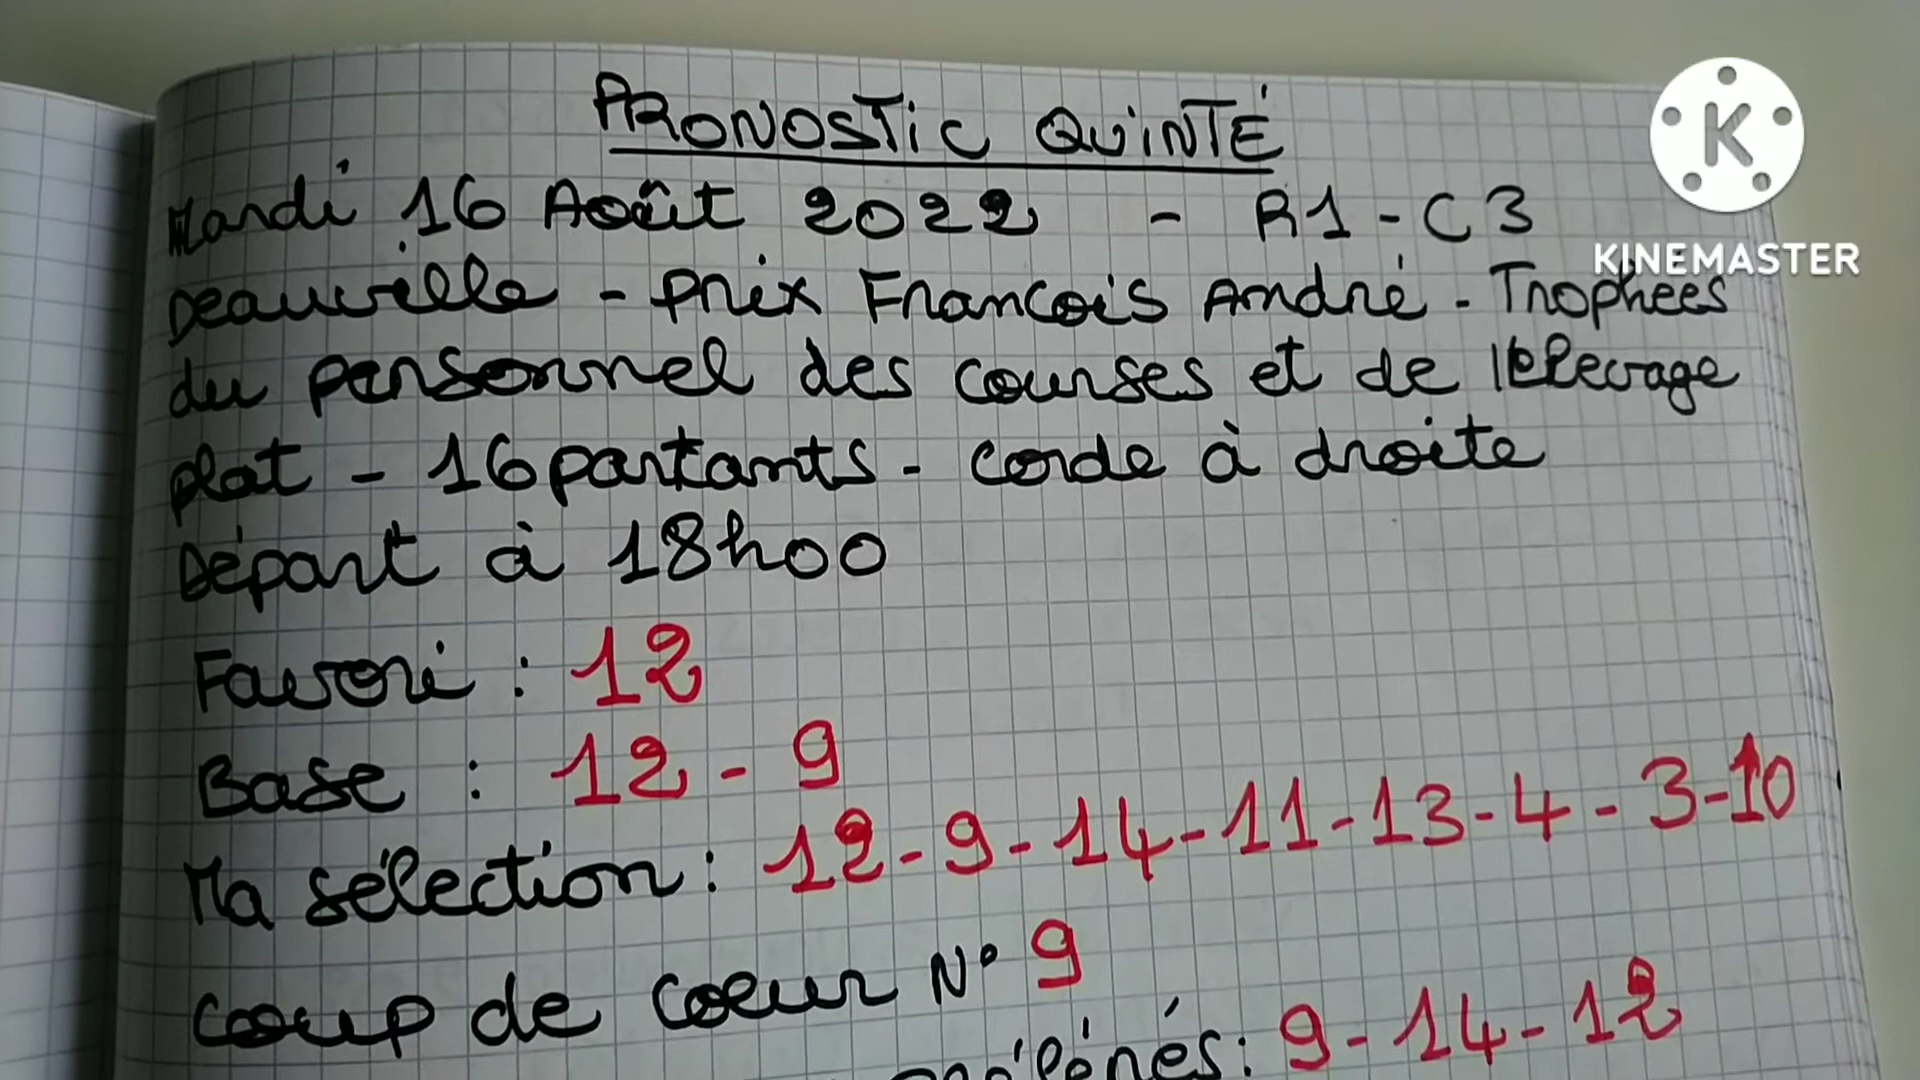 PRONOSTIC QUINTÉ
Mardi 16 Août 2022 - R1 - C3
Deauville - Prix Francois André - Trophées
du personnel des courses et de l'élevage
plat - 16 partants - corde à droite
Départ à 18h00
Favori : 12
Base : 12 - 9
Ma sélection : 12 - 9 - 14 - 11 - 13 - 4 - 3 - 10
Coup de coeur N° 9
9 - 14 - 12
K
KINEMASTER